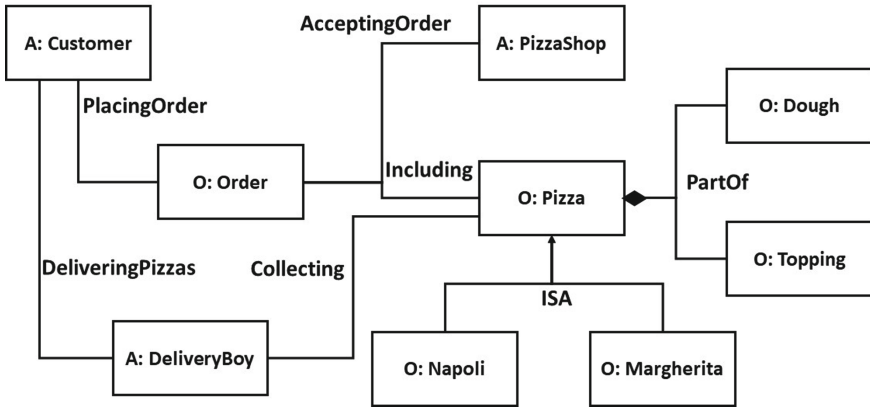 AcceptingOrder
A: Customer
A: PizzaShop
PlacingOrder
O: Dough
O: Order
Including
O: Pizza
PartOf
DeliveringPizzas
Collecting
O: Topping
ISA
A: DeliveryBoy
O: Napoli
O: Margherita